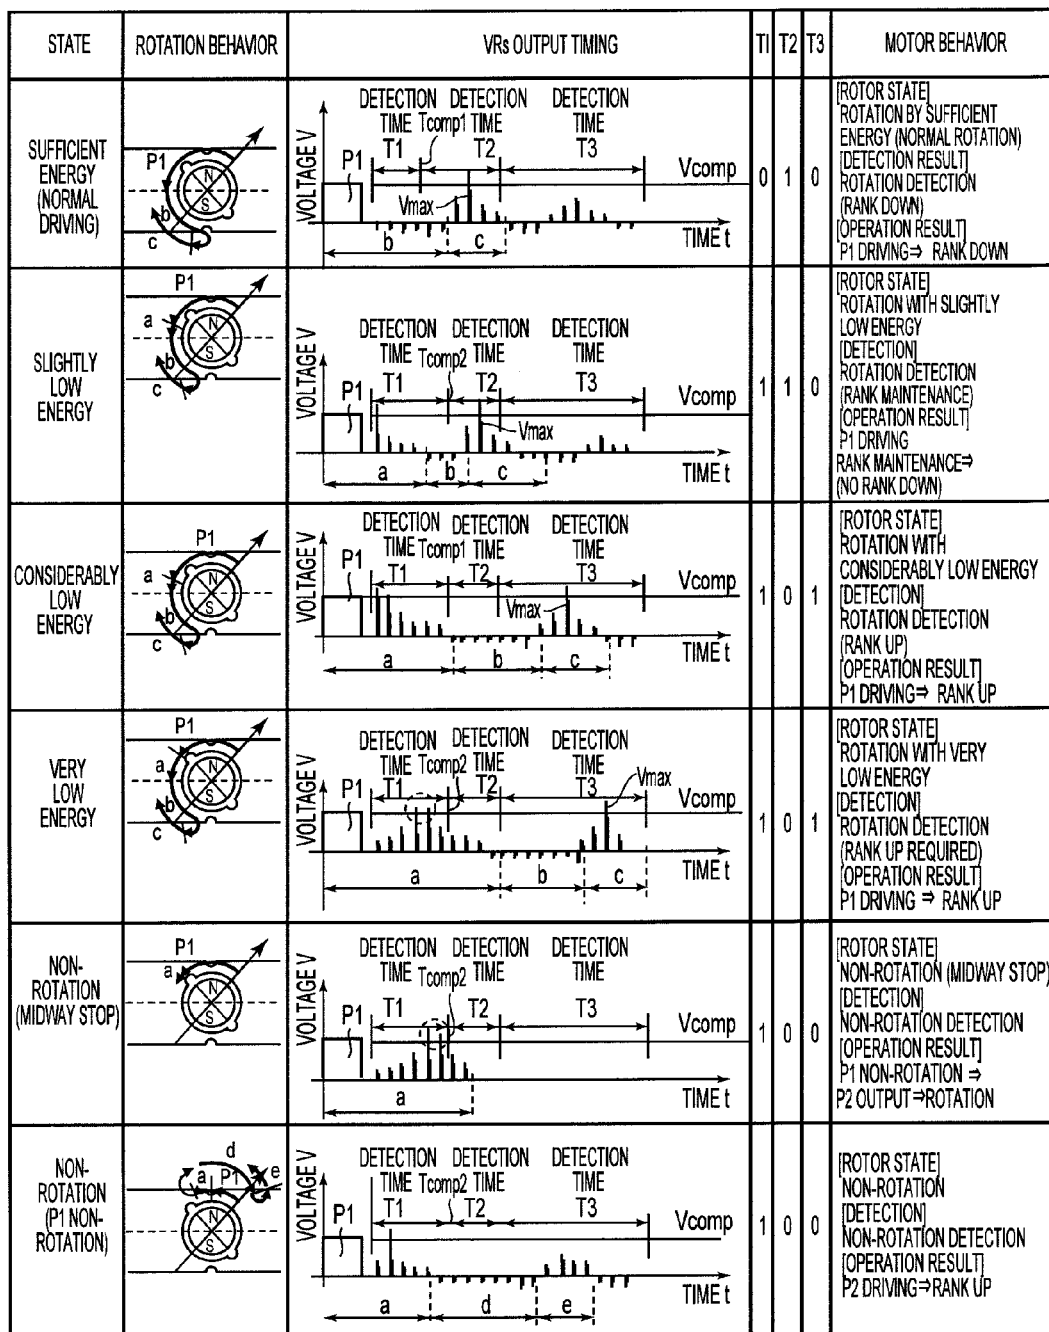 STATE
ROTATION BEHAVIOR
VRs OUTPUT TIMING
T1
T2
T3
MOTOR BEHAVIOR
SUFFICIENT
ENERGY
(NORMAL
DRIVING)
P1
N
S
b
c
VOLTAGE V
P1
DETECTION
TIME
T1
Tcomp1
DETECTION
TIME
T2
DETECTION
TIME
T3
Vcomp
Vmax
TIME t
b
c
0
1
0
[ROTOR STATE]
ROTATION BY SUFFICIENT
ENERGY (NORMAL ROTATION)
[DETECTION RESULT]
ROTATION DETECTION
(RANK DOWN)
[OPERATION RESULT]
P1 DRIVING⇒ RANK DOWN
SLIGHTLY
LOW
ENERGY
P1
a
N
S
b
c
VOLTAGE V
P1
DETECTION
TIME
T1
Tcomp2
DETECTION
TIME
T2
DETECTION
TIME
T3
Vcomp
Vmax
TIME t
a
b
c
1
1
0
[ROTOR STATE]
ROTATION WITH SLIGHTLY
LOW ENERGY
[DETECTION]
ROTATION DETECTION
(RANK MAINTENANCE)
[OPERATION RESULT]
P1 DRIVING
RANK MAINTENANCE⇒
(NO RANK DOWN)
CONSIDERABLY
LOW
ENERGY
P1
a
N
S
b
c
VOLTAGE V
P1
DETECTION
TIME
T1
Tcomp1
DETECTION
TIME
T2
DETECTION
TIME
T3
Vcomp
Vmax
TIME t
a
b
c
1
0
1
[ROTOR STATE]
ROTATION WITH
CONSIDERABLY LOW ENERGY
[DETECTION]
ROTATION DETECTION
(RANK UP)
[OPERATION RESULT]
P1 DRIVING⇒ RANK UP
VERY
LOW
ENERGY
P1
a
N
S
b
c
VOLTAGE V
P1
DETECTION
TIME
T1
Tcomp2
DETECTION
TIME
T2
DETECTION
TIME
T3
Vmax
Vcomp
TIME t
a
b
c
1
0
1
[ROTOR STATE]
ROTATION WITH VERY
LOW ENERGY
[DETECTION]
ROTATION DETECTION
(RANK UP REQUIRED)
[OPERATION RESULT]
P1 DRIVING ⇒ RANK UP
NON-
ROTATION
(MIDWAY STOP)
P1
a
N
S
VOLTAGE V
P1
DETECTION
TIME
T1
Tcomp2
DETECTION
TIME
T2
DETECTION
TIME
T3
Vcomp
TIME t
a
1
0
0
[ROTOR STATE]
NON-ROTATION (MIDWAY STOP)
[DETECTION]
NON-ROTATION DETECTION
[OPERATION RESULT]
P1 NON-ROTATION ⇒
P2 OUTPUT⇒ROTATION
NON-
ROTATION
(P1 NON-
ROTATION)
d
a
P1
e
N
S
VOLTAGE V
P1
DETECTION
TIME
T1
Tcomp2
DETECTION
TIME
T2
DETECTION
TIME
T3
Vcomp
TIME t
a
d
e
1
0
0
[ROTOR STATE]
NON-ROTATION
[DETECTION]
NON-ROTATION DETECTION
[OPERATION RESULT]
P2 DRIVING⇒RANK UP